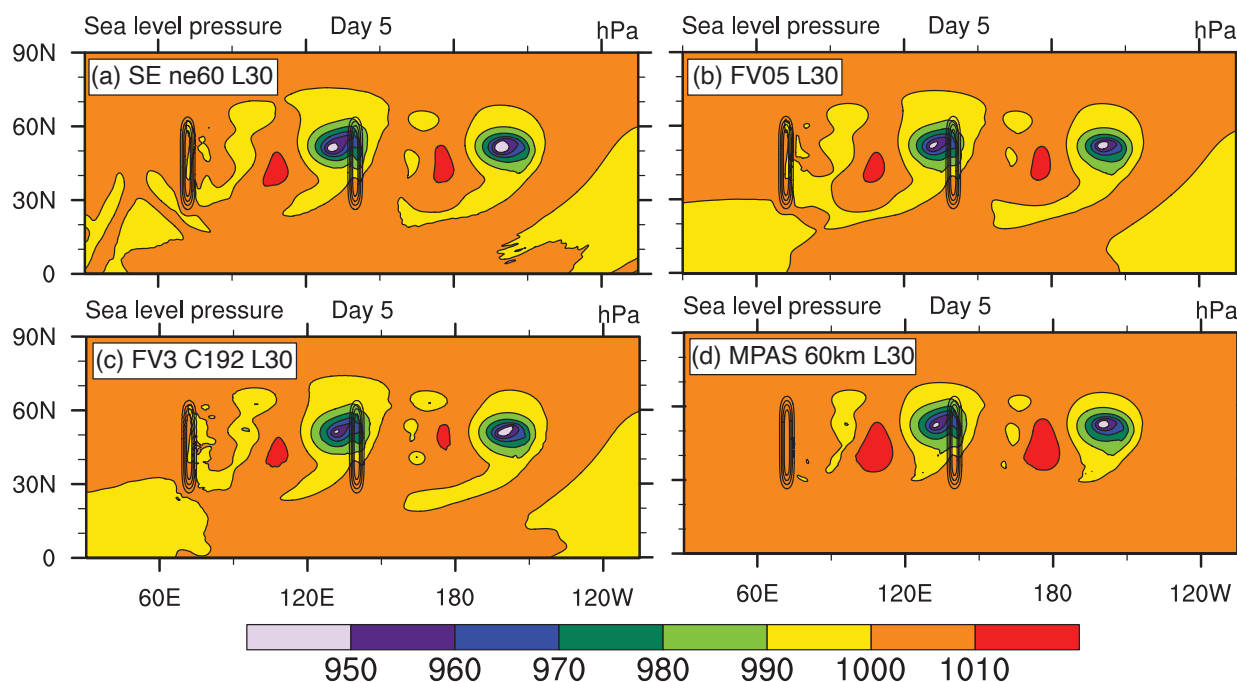 Sea level pressure Day 5 hPa
Sea level pressure Day 5 hPa
90N
(a) SE ne60 L30
(b) FV05 L30
60N
30N
0
Sea level pressure Day 5 hPa
Sea level pressure Day 5 hPa
90N
(c) FV3 C192 L30
(d) MPAS 60km L30
60N
30N
0
60E 120E 180 120W
60E 120E 180 120W
950 960 970 980 990 1000 1010